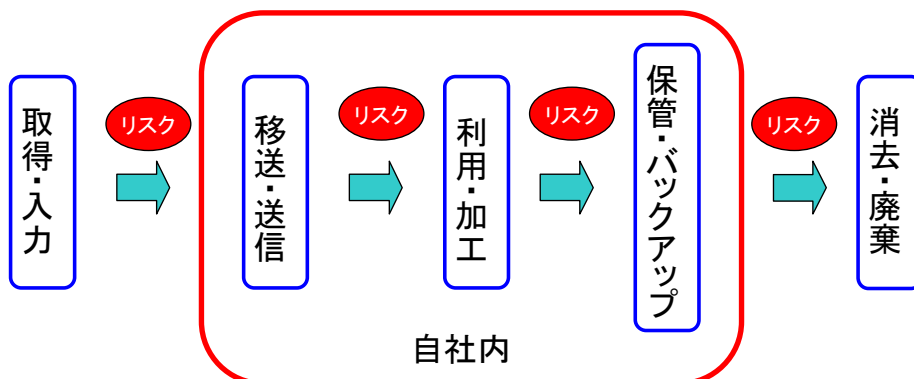 取得・入力
リスク
移送・送信
リスク
利用・加工
リスク
保管・バックアップ
リスク
消去・廃棄
自社内